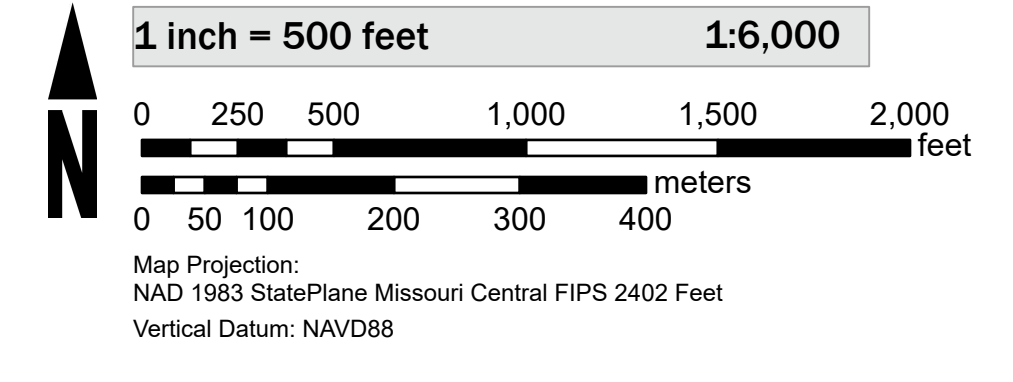 1 inch = 500 feet 1:6,000
0 250 500 1,000 1,500 2,000
feet
meters
0 50 100 200 300 400
N
Map Projection:
NAD 1983 StatePlane Missouri Central FIPS 2402 Feet
Vertical Datum: NAVD88